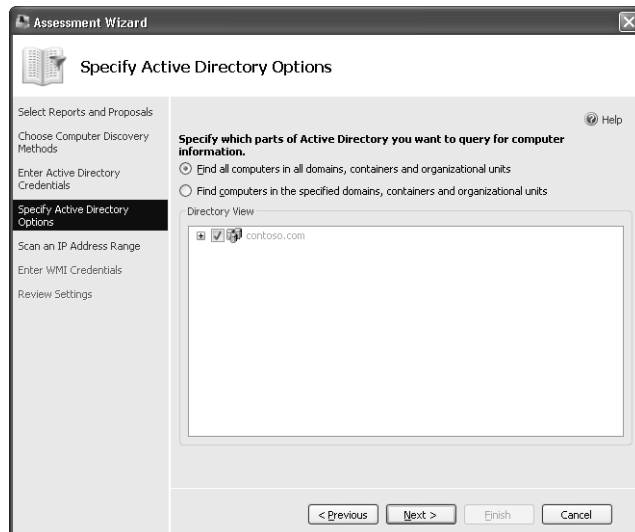 Assessment Wizard
Specify Active Directory Options
Select Reports and Proposals
Choose Computer Discovery
Methods
Enter Active Directory
Credentials
Specify Active Directory
Options
Scan an IP Address Range
Enter WMI Credentials
Review Settings
Help
Specify which parts of Active Directory you want to query for computer
information.
Find all computers in all domains, containers and organizational units
Find computers in the specified domains, containers and organizational units
Directory View
contoso.com
< Previous
Next >
Finish
Cancel